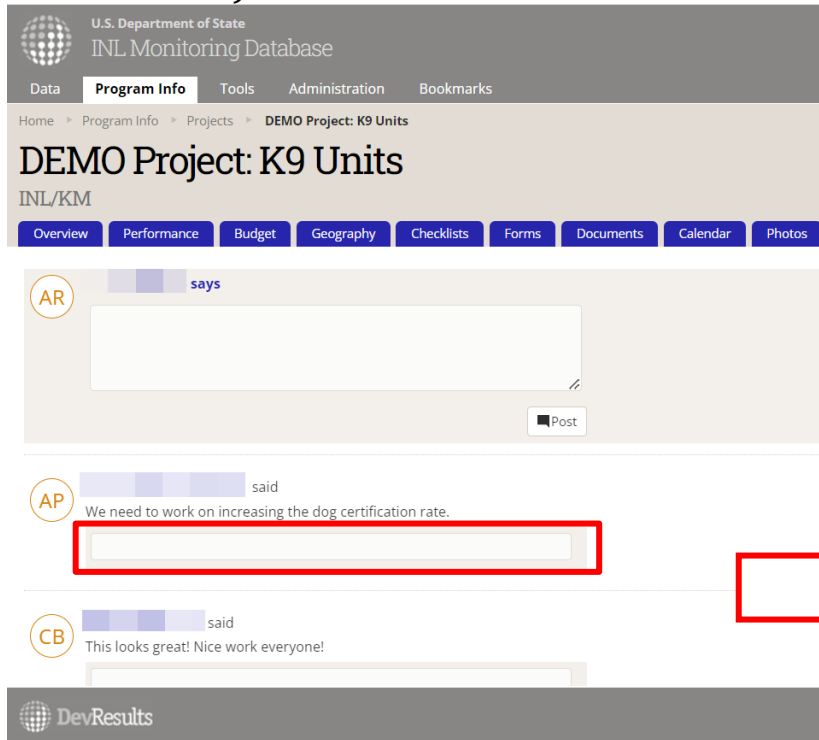 U.S. Department of State
INL Monitoring Database
Data Program Info Tools Administration Bookmarks
Home Program Info Projects DEMO Project: K9 Units
DEMO Project: K9 Units
INL/KM
Overview Performance Budget Geography Checklists Forms Documents Calendar Photos
AR says
Post
AP said
We need to work on increasing the dog certification rate.
CB said
This looks great! Nice work everyone!
DevResults